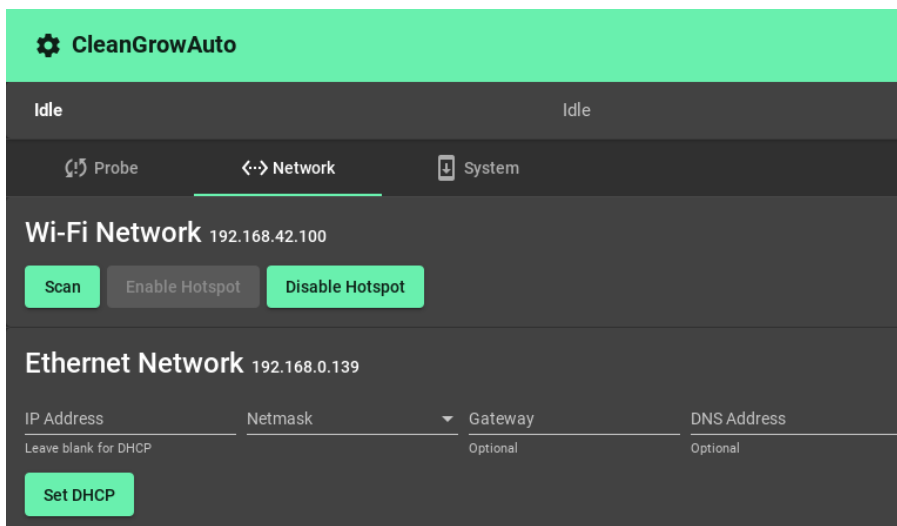 CleanGrowAuto
Idle Idle
Probe Network System
Wi-Fi Network 192.168.42.100
Scan Enable Hotspot Disable Hotspot
Ethernet Network 192.168.0.139
IP Address Netmask Gateway DNS Address
Leave blank for DHCP Optional Optional
Set DHCP